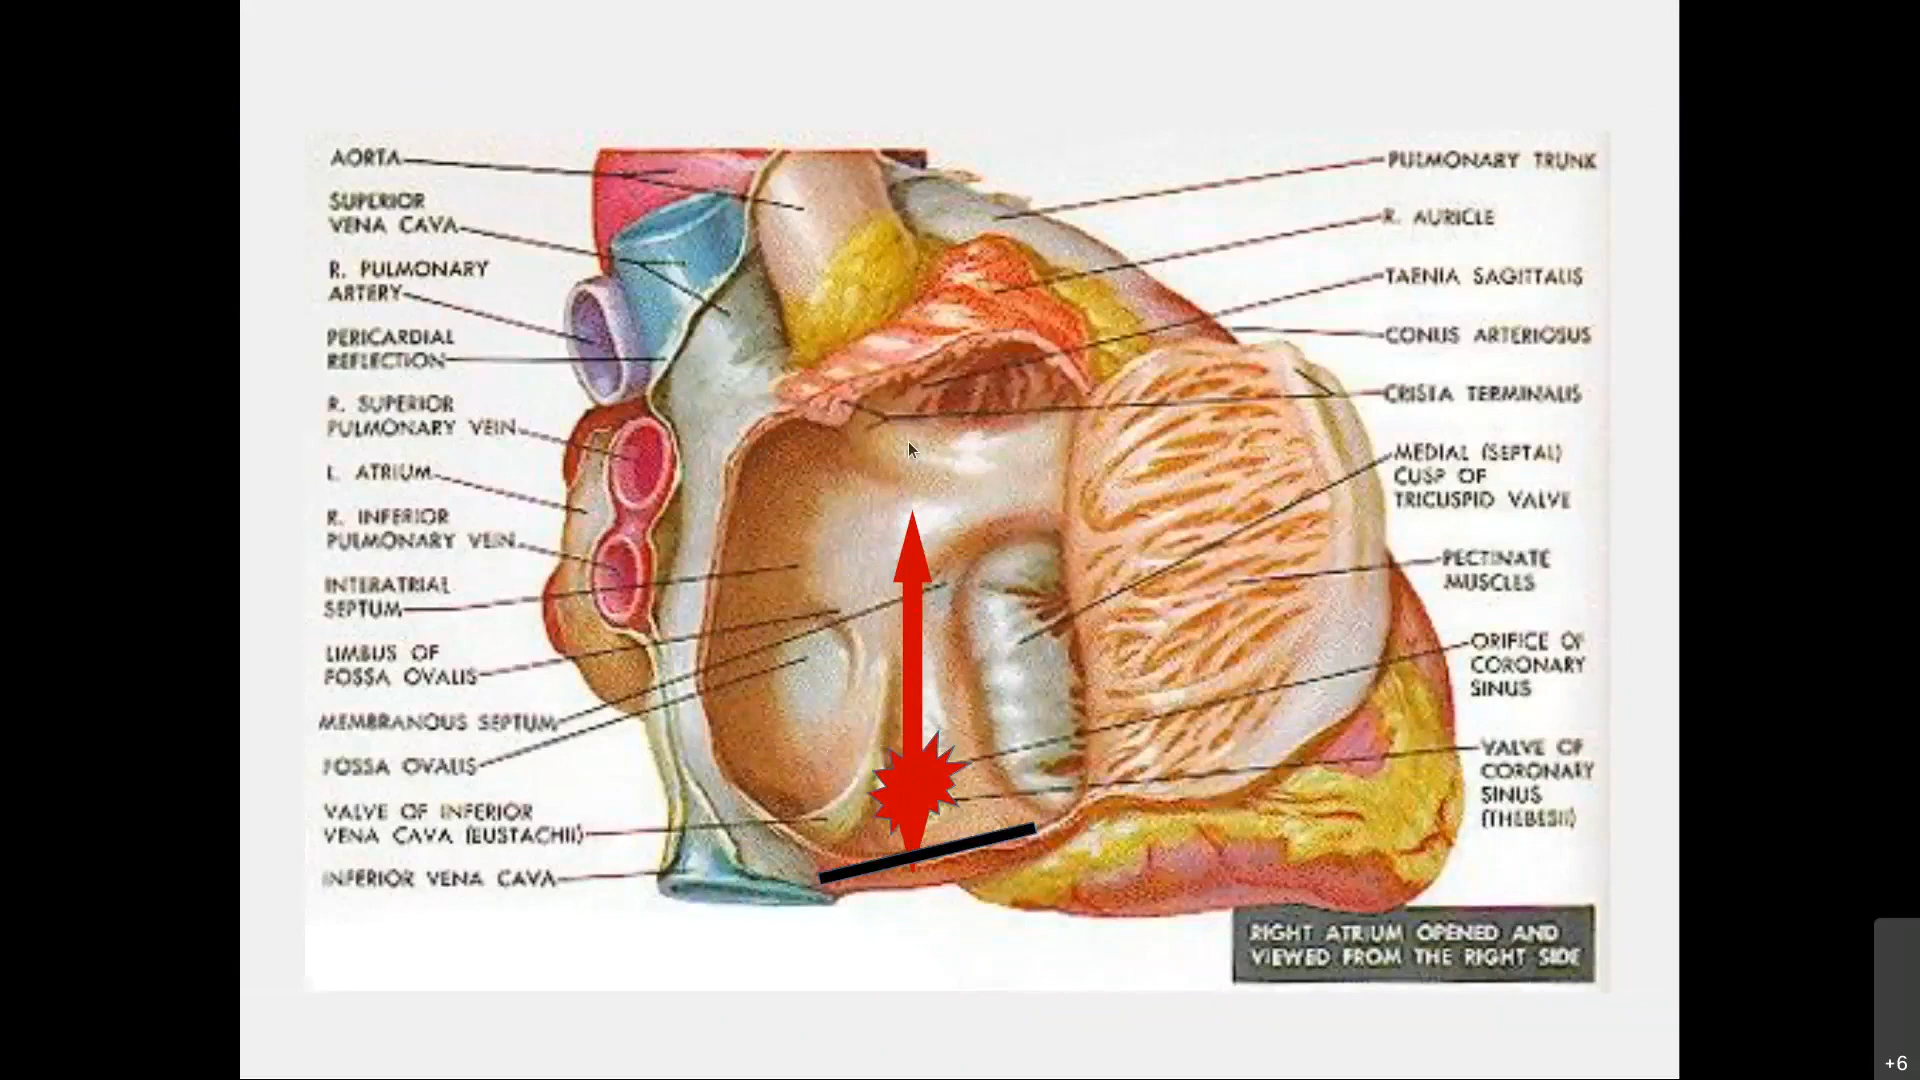 AORTA
SUPERIOR
VENA CAVA
R. PULMONARY
ARTERY
PERICARDIAL
REFLECTION
R. SUPERIOR
PULMONARY VEIN
L. ATRIUM
R. INFERIOR
PULMONARY VEIN
INTERATRIAL
SEPTUM
LIMBUS OF
FOSSA OVALIS
MEMBRANOUS SEPTUM
FOSSA OVALIS
VALVE OF INFERIOR
VENA CAVA (EUSTACHII)
INFERIOR VENA CAVA
PULMONARY TRUNK
R. AURICLE
TAENIA SAGITTALIS
CONUS ARTERIOSUS
CRISTA TERMINALIS
MEDIAL (SEPTAL)
CUSP OF
TRICUSPID VALVE
PECTINATE
MUSCLES
ORIFICE OF
CORONARY
SINUS
VALVE OF
CORONARY
SINUS
(THEBESII)
RIGHT ATRIUM OPENED AND
VIEWED FROM THE RIGHT SIDE
+6